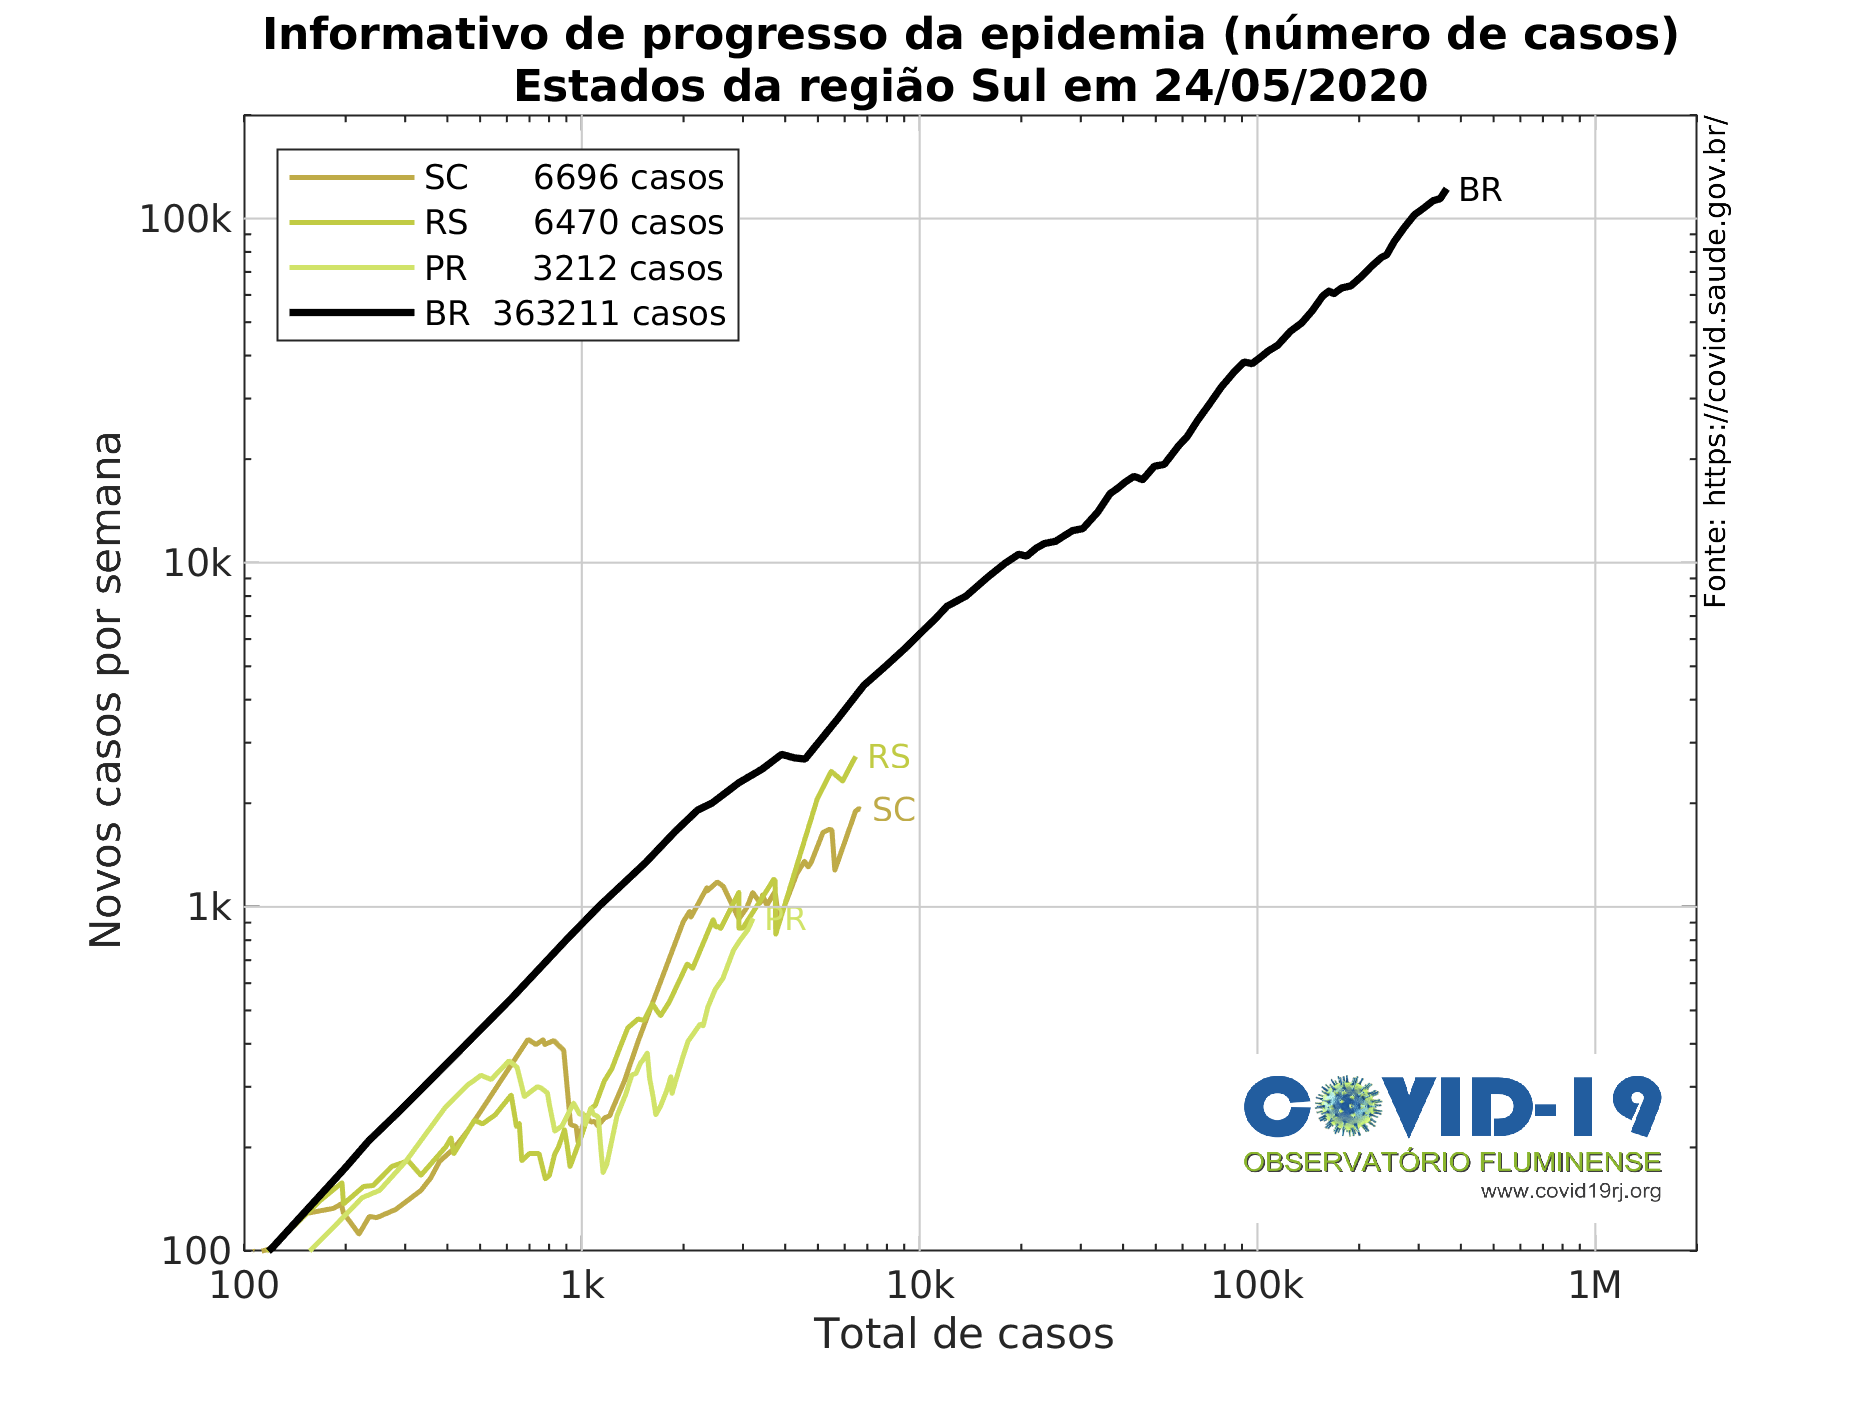 Informativo de progresso da epidemia (número de casos)
Estados da região Sul em 24/05/2020
SC 6696 casos
RS 6470 casos
PR 3212 casos
BR 363211 casos
BR
RS
SC
PR
100k
10k
1k
100
Novos casos por semana
100 1k 10k 100k 1M
Total de casos
Fonte: https://covid.saude.gov.br/
COVID-19
OBSERVATÓRIO FLUMINENSE
www.covid19rj.org